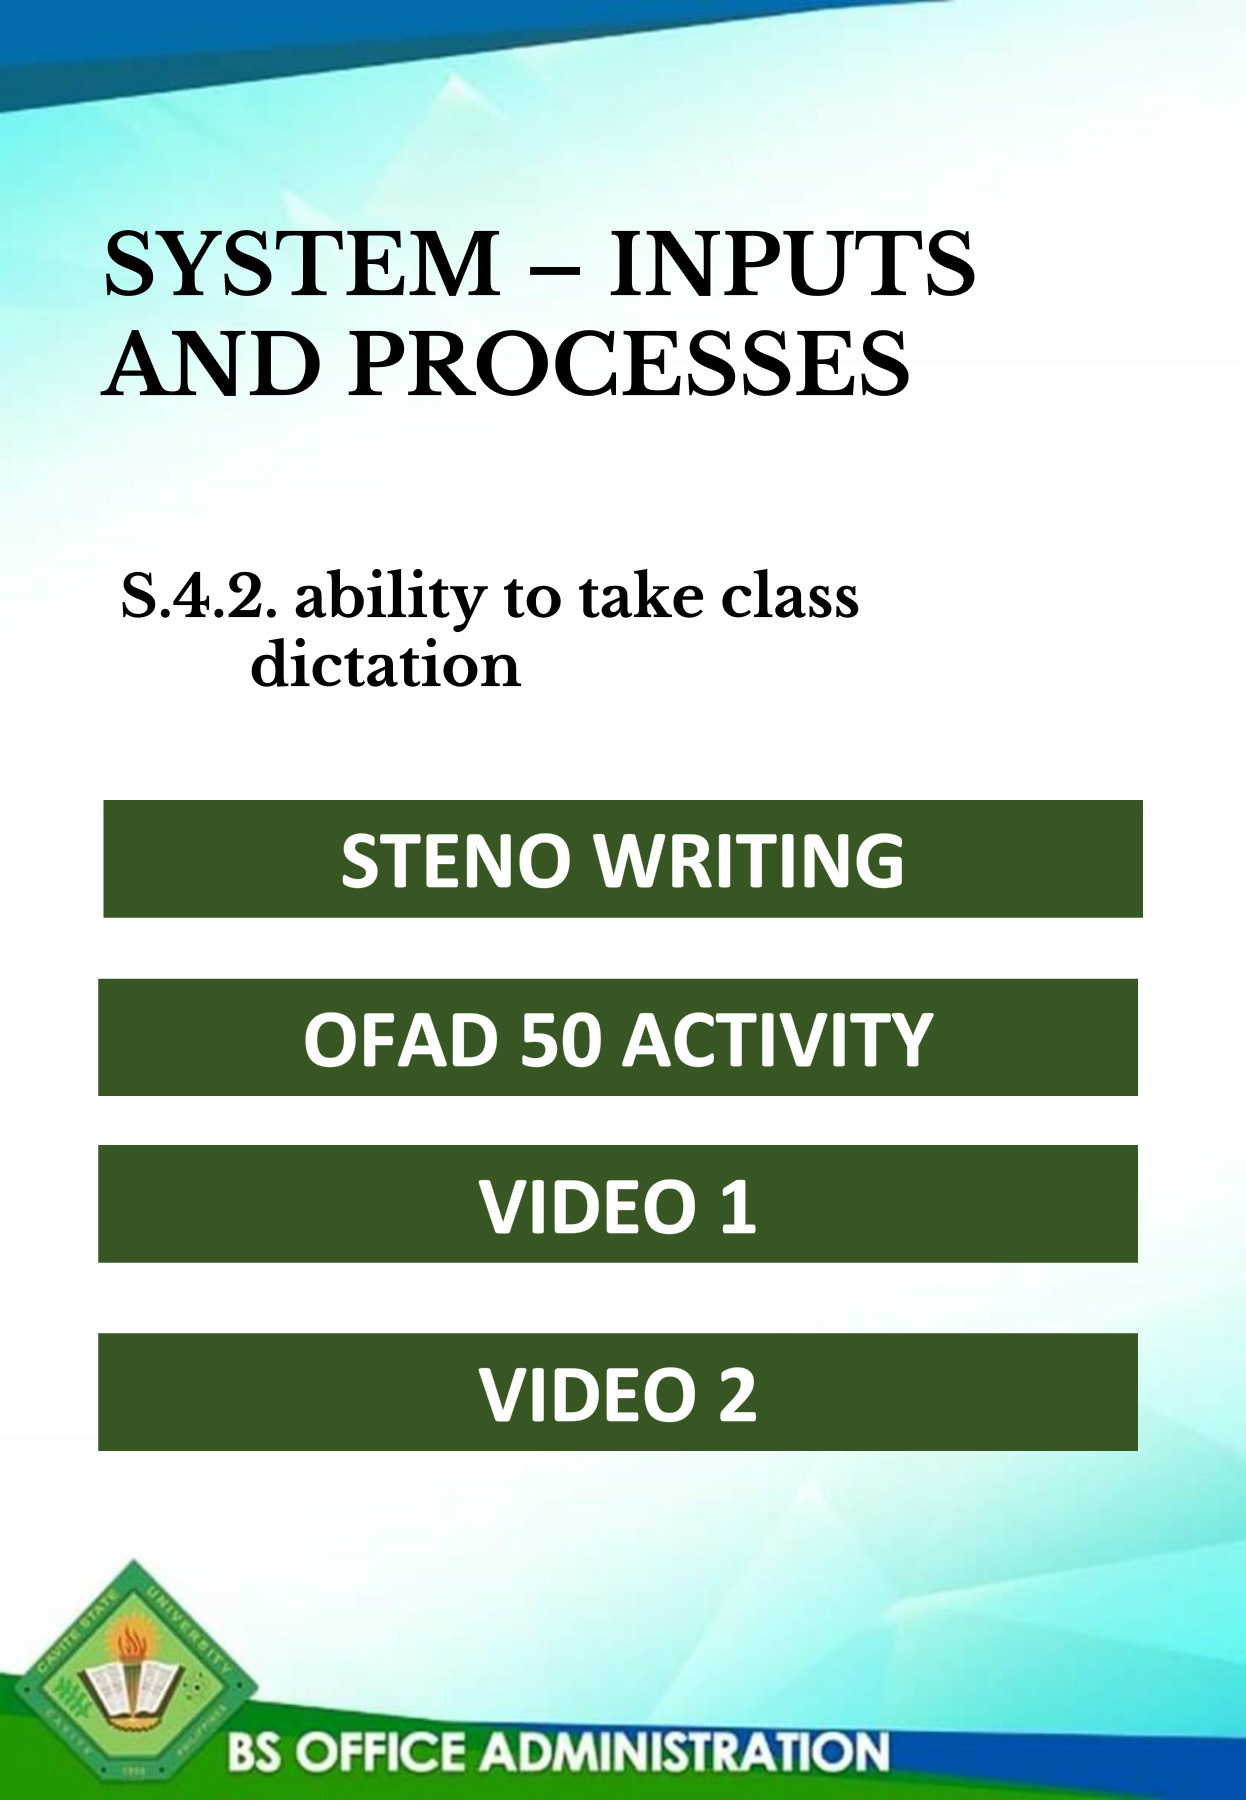 SYSTEM – INPUTS
AND PROCESSES
S.4.2. ability to take class
dictation
STENO WRITING
OFAD 50 ACTIVITY
VIDEO 1
VIDEO 2
CAVITE STATE UNIVERSITY
CAVITE
PHILIPPINES
BS OFFICE ADMINISTRATION